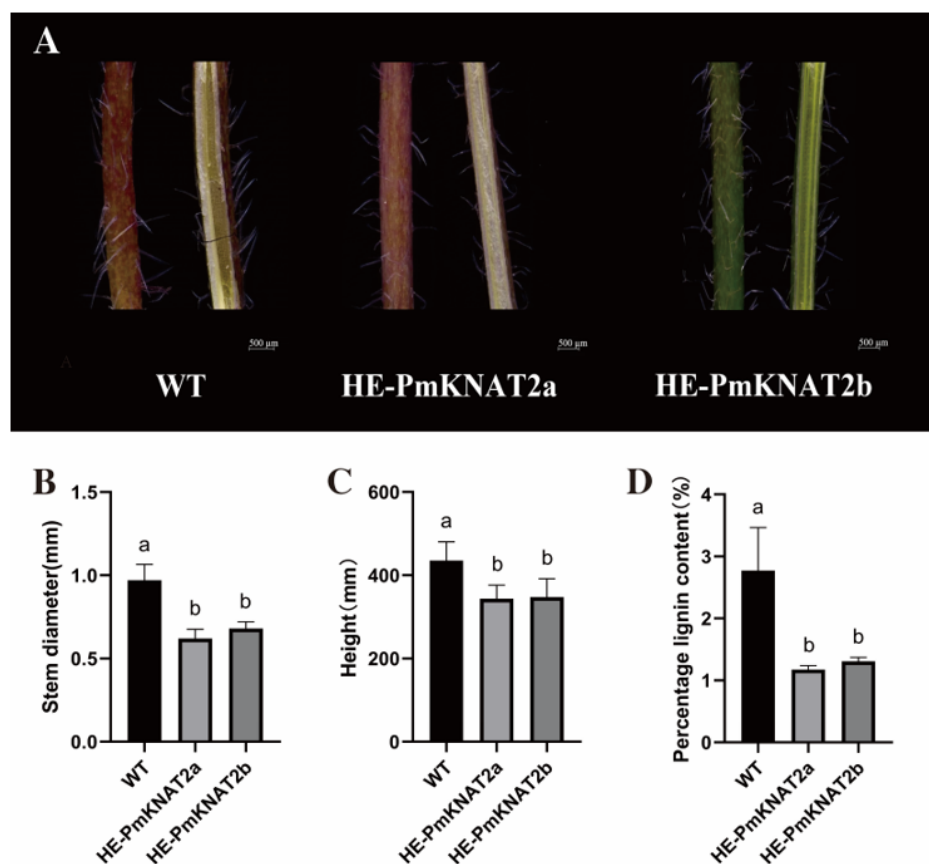 A
500 μm
500 μm
500 μm
A
WT
HE-PmKNAT2a
HE-PmKNAT2b
B
Stem diameter(mm)
1.5
1.0
0.5
0.0
a
b
b
WT
HE-PmKNAT2a
HE-PmKNAT2b
C
Height(mm)
600
400
200
0
a
b
b
WT
HE-PmKNAT2a
HE-PmKNAT2b
D
Percentage lignin content(%)
4
3
2
1
0
a
b
b
WT
HE-PmKNAT2a
HE-PmKNAT2b